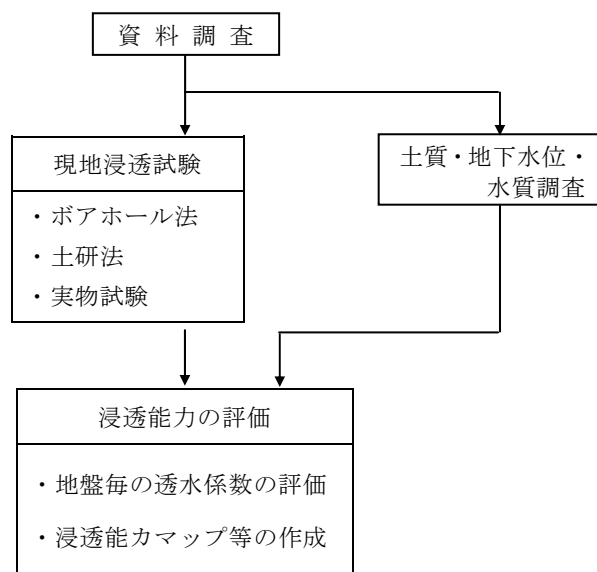 資料調査
現地浸透試験
・ボアホール法
・土研法
・実物試験
土質・地下水位・
水質調査
浸透能力の評価
・地盤毎の透水係数の評価
・浸透能力マップ等の作成